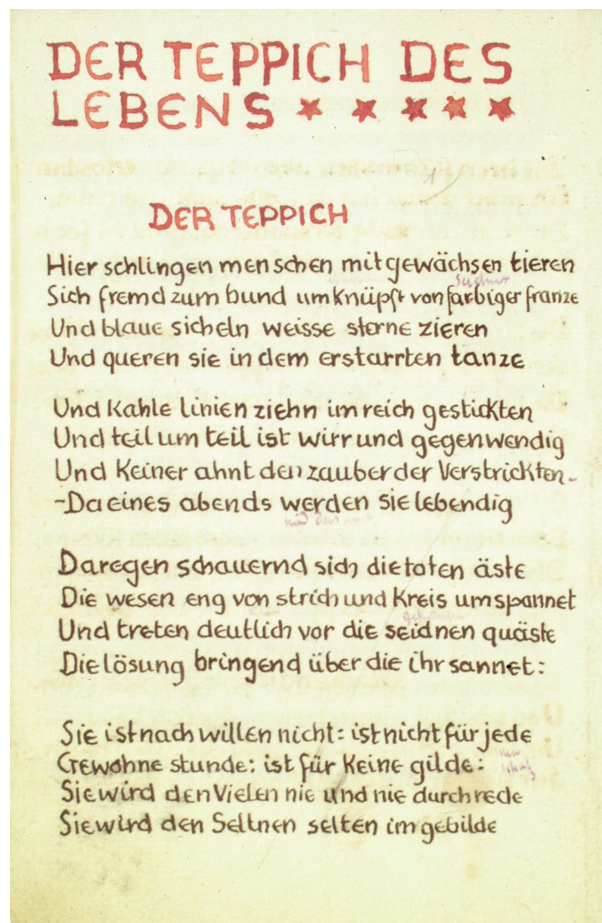 DER TEPPICH DES
LEBENS ★ ★ ★ ★ ★
DER TEPPICH
Hier schlingen menschen mit gewächsen tieren
Sich fremd zum bund umknüpft von farbiger franze
Und blaue sicheln weisse sterne zieren
Und queren sie in dem erstarrten tanze
Und kahle linien ziehn im reich gestickten
Und teil um teil ist wirr und gegenwendig
Und keiner ahnt den zauber der Verstrickten -
- Da eines abends werden sie lebendig
Da regen schauernd sich die toten äste
Die wesen eng von strich und kreis umspannet
Und treten deutlich vor die seidnen quäste
Die lösung bringend über die ihr sannet:
Sie ist nach willen nicht: ist nicht für jede
Gewohne stunde: ist für keine gilde:
Sie wird den Vielen nie und nie durch rede
Sie wird den Seltnen selten im gebilde